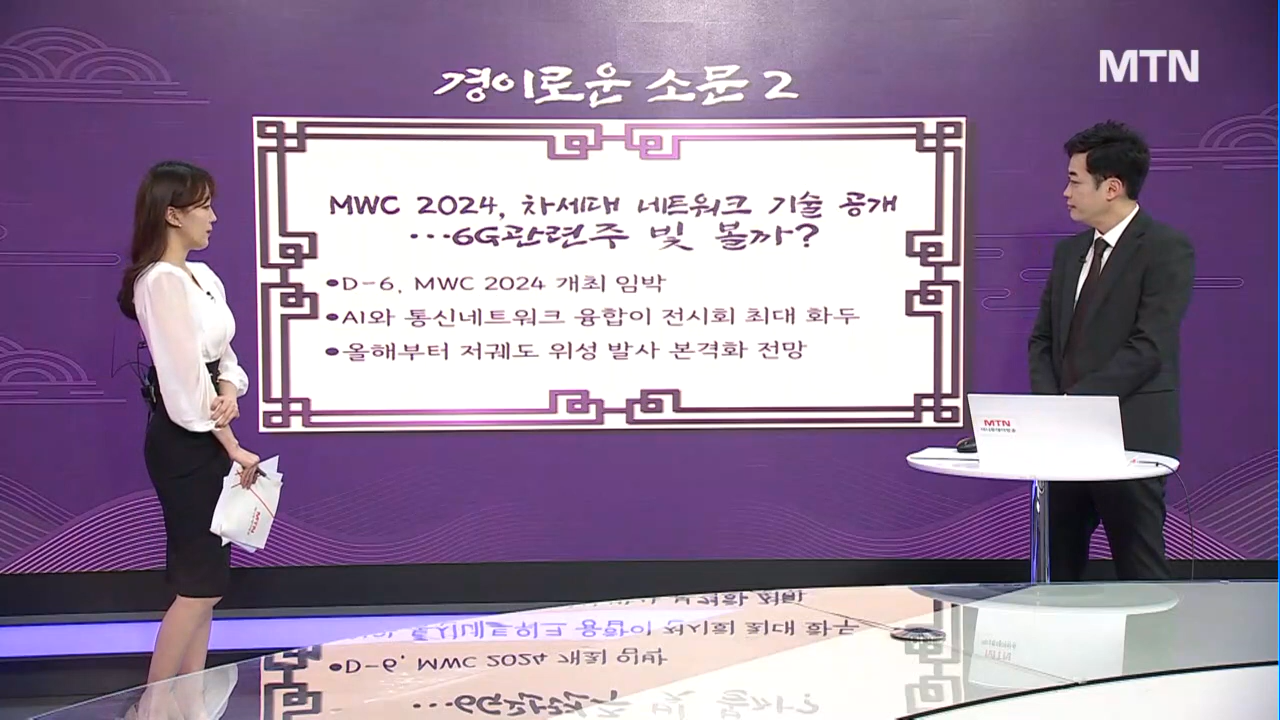 MTN
경이로운 소문 2
MWC 2024, 차세대 네트워크 기술 공개
···6G관련주 빛 볼까?
•D-6, MWC 2024 개최 임박
•AI와 통신네트워크 융합이 전시회 최대 화두
•올해부터 저궤도 위성 발사 본격화 전망
MTN